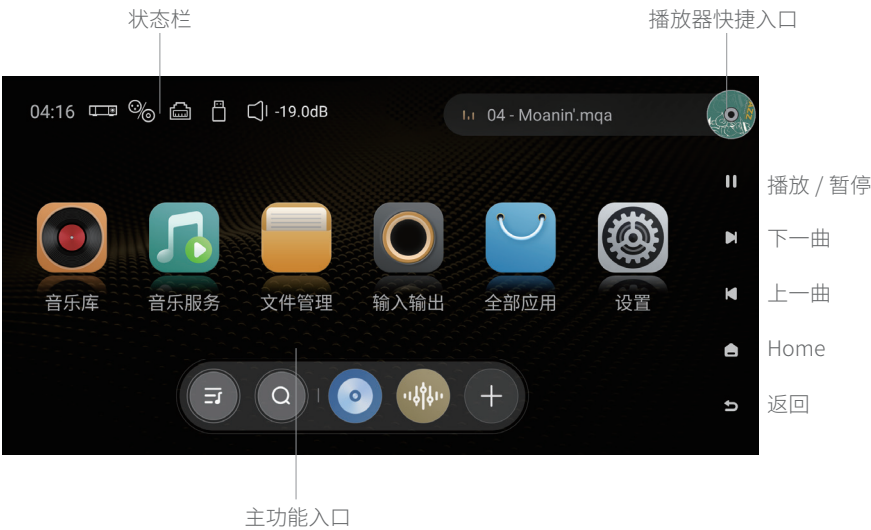 状态栏
播放器快捷入口
04:16
-19.0dB
04 - Moanin'.mqa
播放 / 暂停
下一曲
音乐库
音乐服务
文件管理
输入输出
全部应用
设置
上一曲
Home
返回
主功能入口